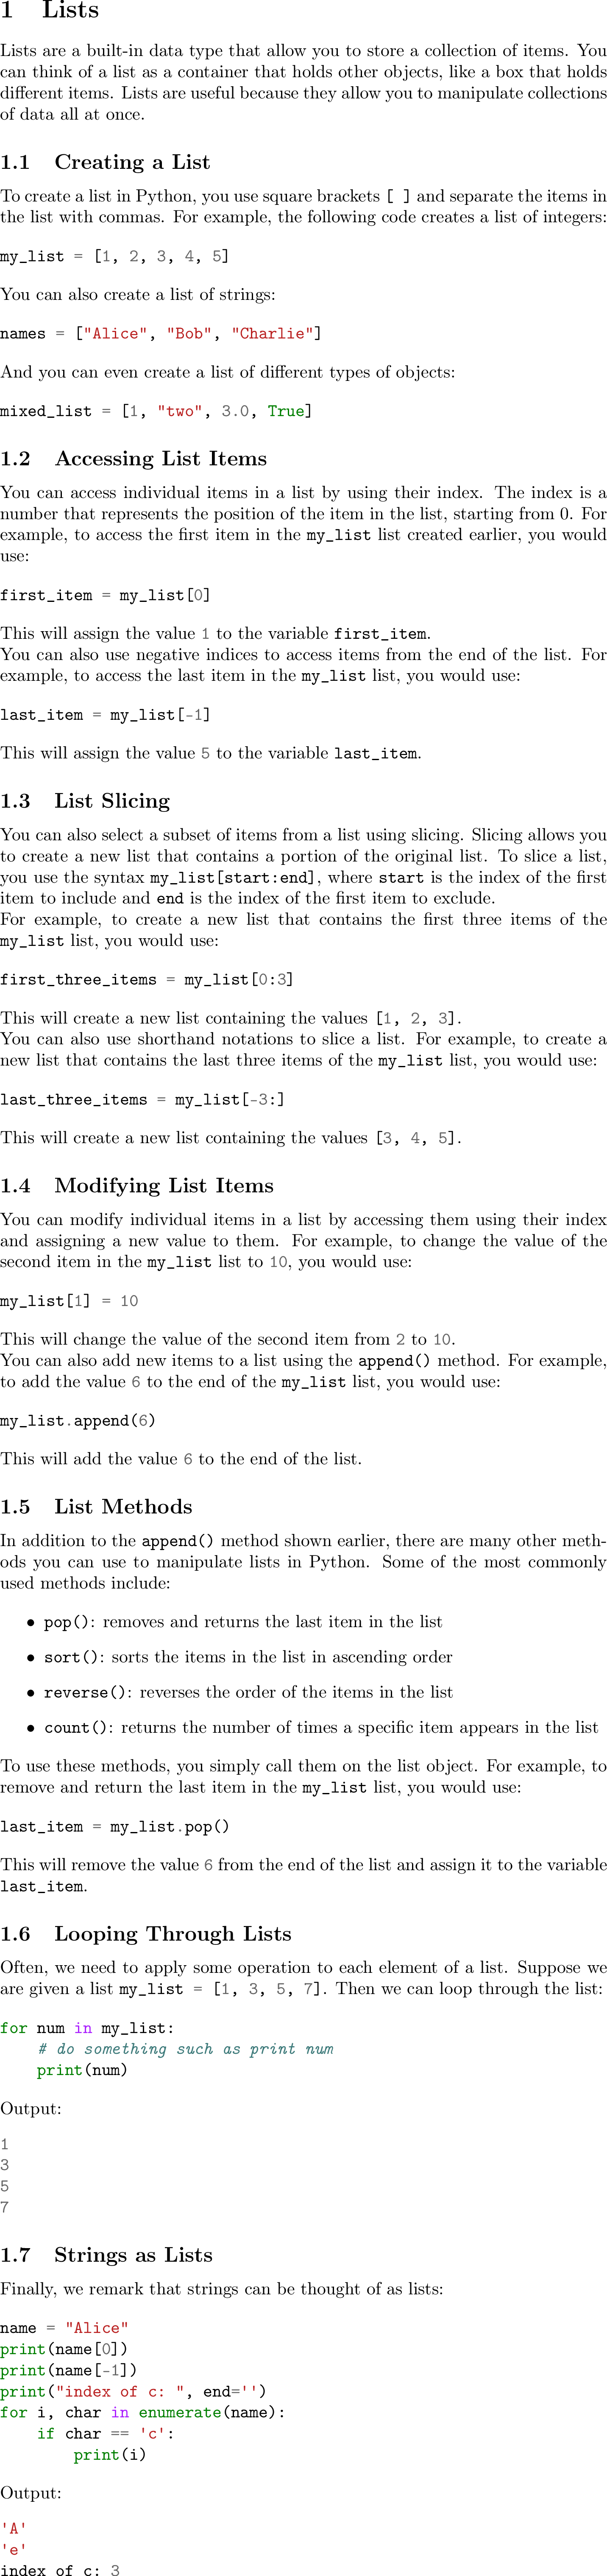 1 Lists
Lists are a built-in data type that allow you to store a collection of items. You
can think of a list as a container that holds other objects, like a box that holds
different items. Lists are useful because they allow you to manipulate collections
of data all at once.
1.1 Creating a List
To create a list in Python, you use square brackets [ ] and separate the items in
the list with commas. For example, the following code creates a list of integers:
my_list = [1, 2, 3, 4, 5]
You can also create a list of strings:
names = ["Alice", "Bob", "Charlie"]
And you can even create a list of different types of objects:
mixed_list = [1, "two", 3.0, True]
1.2 Accessing List Items
You can access individual items in a list by using their index. The index is a
number that represents the position of the item in the list, starting from 0. For
example, to access the first item in the my_list list created earlier, you would
use:
first_item = my_list[0]
This will assign the value 1 to the variable first_item.
You can also use negative indices to access items from the end of the list. For
example, to access the last item in the my_list list, you would use:
last_item = my_list[-1]
This will assign the value 5 to the variable last_item.
1.3 List Slicing
You can also select a subset of items from a list using slicing. Slicing allows you
to create a new list that contains a portion of the original list. To slice a list,
you use the syntax my_list[start:end], where start is the index of the first
item to include and end is the index of the first item to exclude.
For example, to create a new list that contains the first three items of the
my_list list, you would use:
first_three_items = my_list[0:3]
This will create a new list containing the values [1, 2, 3].
You can also use shorthand notations to slice a list. For example, to create a
new list that contains the last three items of the my_list list, you would use:
last_three_items = my_list[-3:]
This will create a new list containing the values [3, 4, 5].
1.4 Modifying List Items
You can modify individual items in a list by accessing them using their index
and assigning a new value to them. For example, to change the value of the
second item in the my_list list to 10, you would use:
my_list[1] = 10
This will change the value of the second item from 2 to 10.
You can also add new items to a list using the append() method. For example,
to add the value 6 to the end of the my_list list, you would use:
my_list.append(6)
This will add the value 6 to the end of the list.
1.5 List Methods
In addition to the append() method shown earlier, there are many other meth-
ods you can use to manipulate lists in Python. Some of the most commonly
used methods include:
• pop(): removes and returns the last item in the list
• sort(): sorts the items in the list in ascending order
• reverse(): reverses the order of the items in the list
• count(): returns the number of times a specific item appears in the list
To use these methods, you simply call them on the list object. For example, to
remove and return the last item in the my_list list, you would use:
last_item = my_list.pop()
This will remove the value 6 from the end of the list and assign it to the variable
last_item.
1.6 Looping Through Lists
Often, we need to apply some operation to each element of a list. Suppose we
are given a list my_list = [1, 3, 5, 7]. Then we can loop through the list:
for num in my_list:
    # do something such as print num
    print(num)
Output:
1
3
5
7
1.7 Strings as Lists
Finally, we remark that strings can be thought of as lists:
name = "Alice"
print(name[0])
print(name[-1])
print("index of c: ", end='')
for i, char in enumerate(name):
    if char == 'c':
        print(i)
Output:
'A'
'e'
index of c: 3